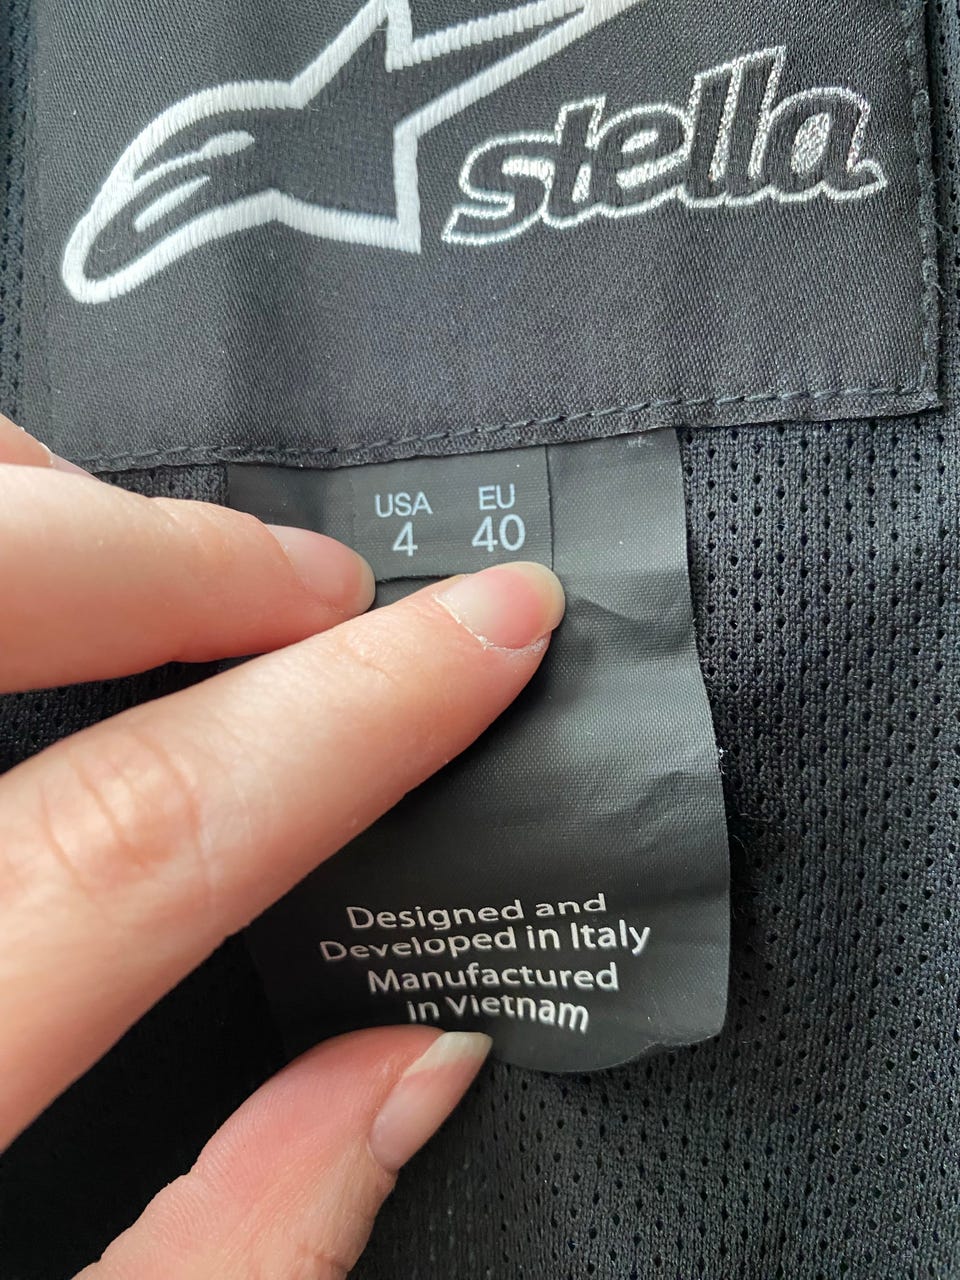 stella
USA EU
4 40
Designed and
Developed in Italy
Manufactured
in Vietnam